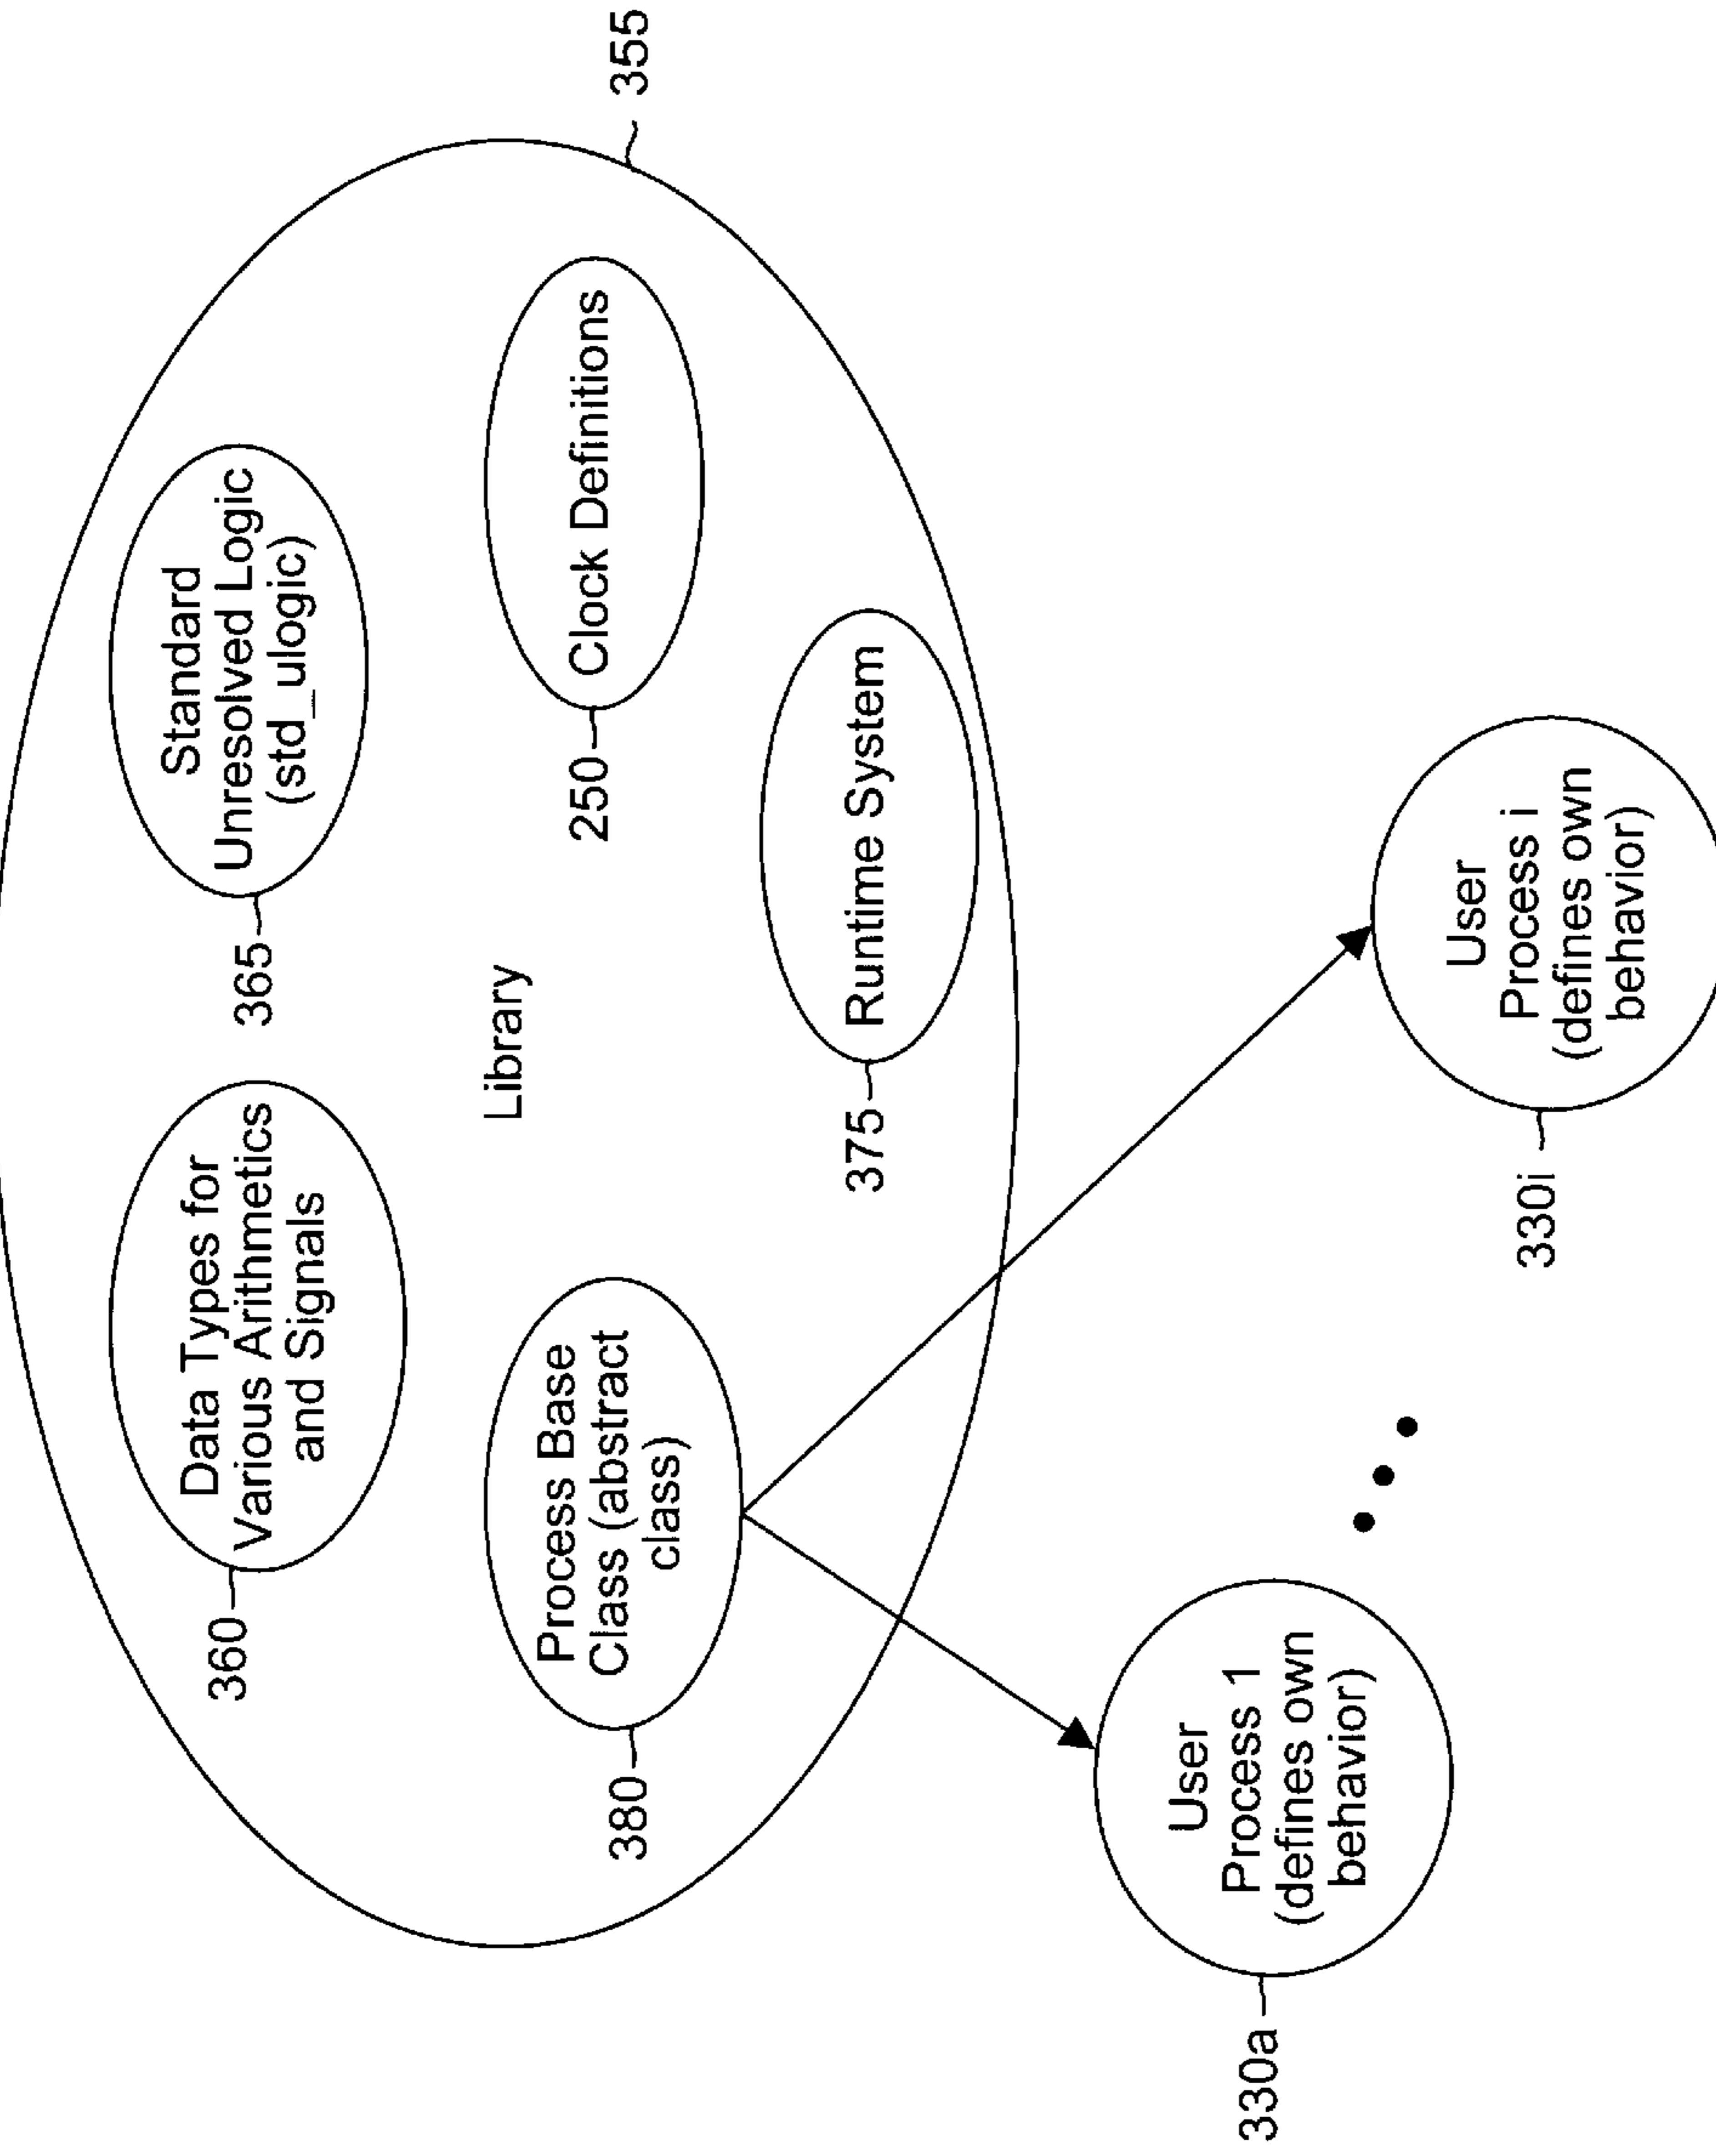 360
Data Types for
Various Arithmetics
and Signals
365
Standard
Unresolved Logic
(std_ulogic)
Library
355
380
Process Base
Class (abstract
class)
250
Clock Definitions
375
Runtime System
330a
User
Process 1
(defines own
behavior)
330i
User
Process i
(defines own
behavior)